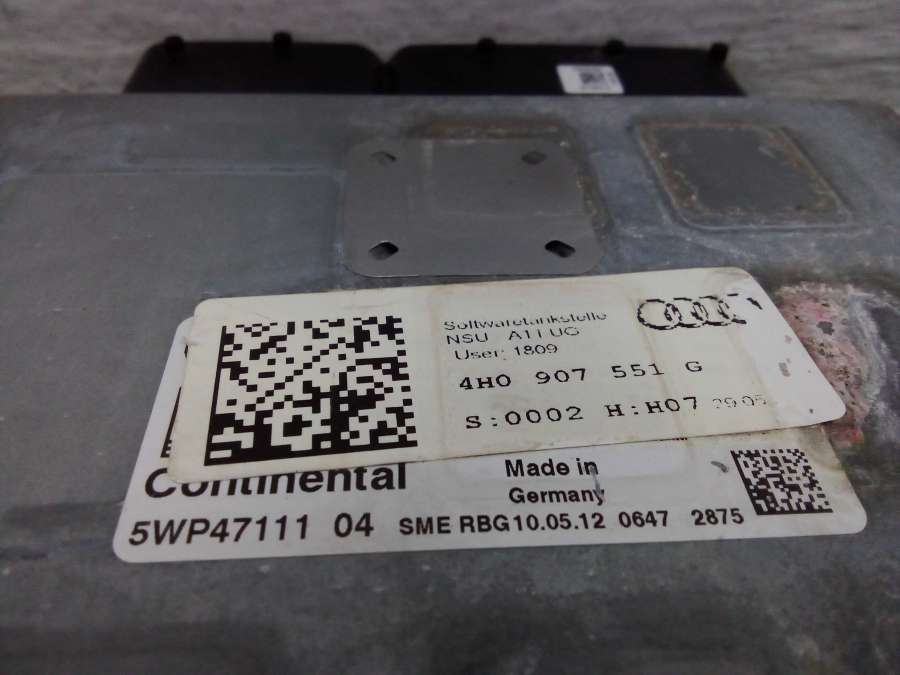 Softwaretankstelle
NSU A11 UG
User: 1809
4H0 907 551 G
S:0002 H:H07
Continental
Made in
Germany
5WP47111 04 SME RBG10.05.12 0647 2875